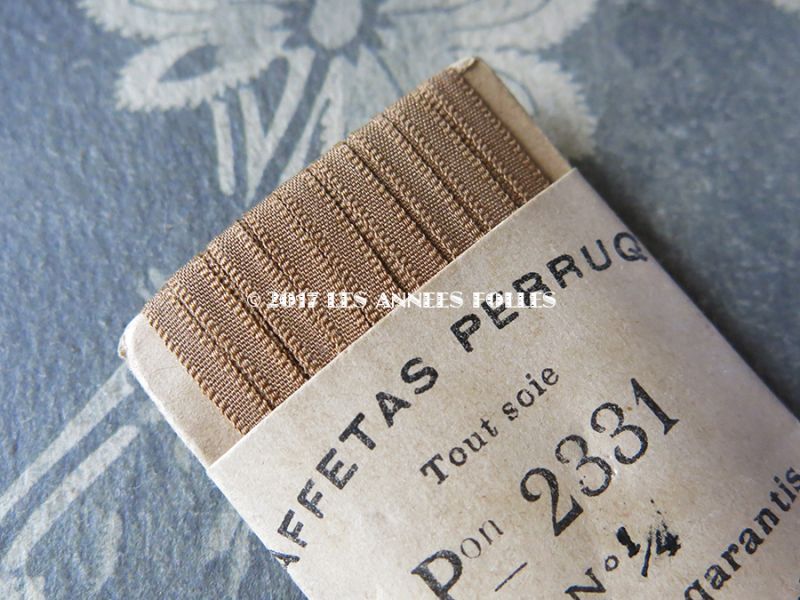 © 2017 LES ANNEES FOLLES
AFFETAS PERRUQ
Tout soie
Pon 2331
N° 1/4
garantis